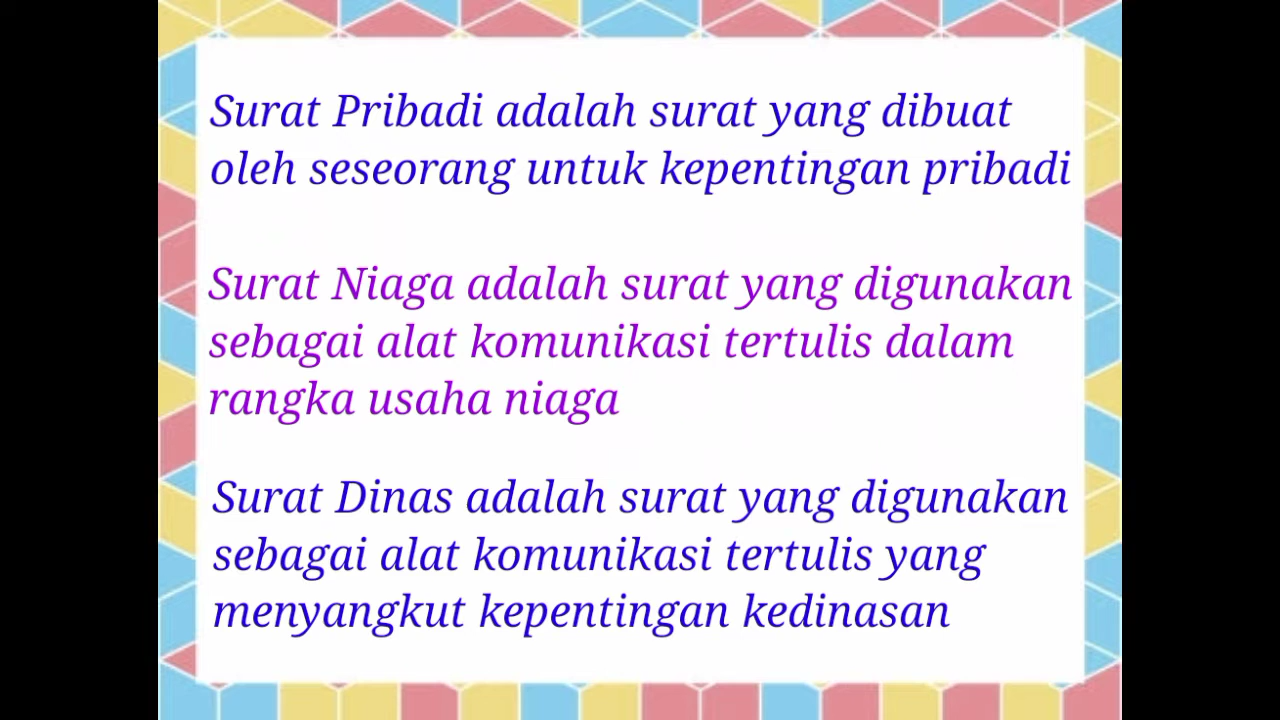 Surat Pribadi adalah surat yang dibuat
oleh seseorang untuk kepentingan pribadi
Surat Niaga adalah surat yang digunakan
sebagai alat komunikasi tertulis dalam
rangka usaha niaga
Surat Dinas adalah surat yang digunakan
sebagai alat komunikasi tertulis yang
menyangkut kepentingan kedinasan